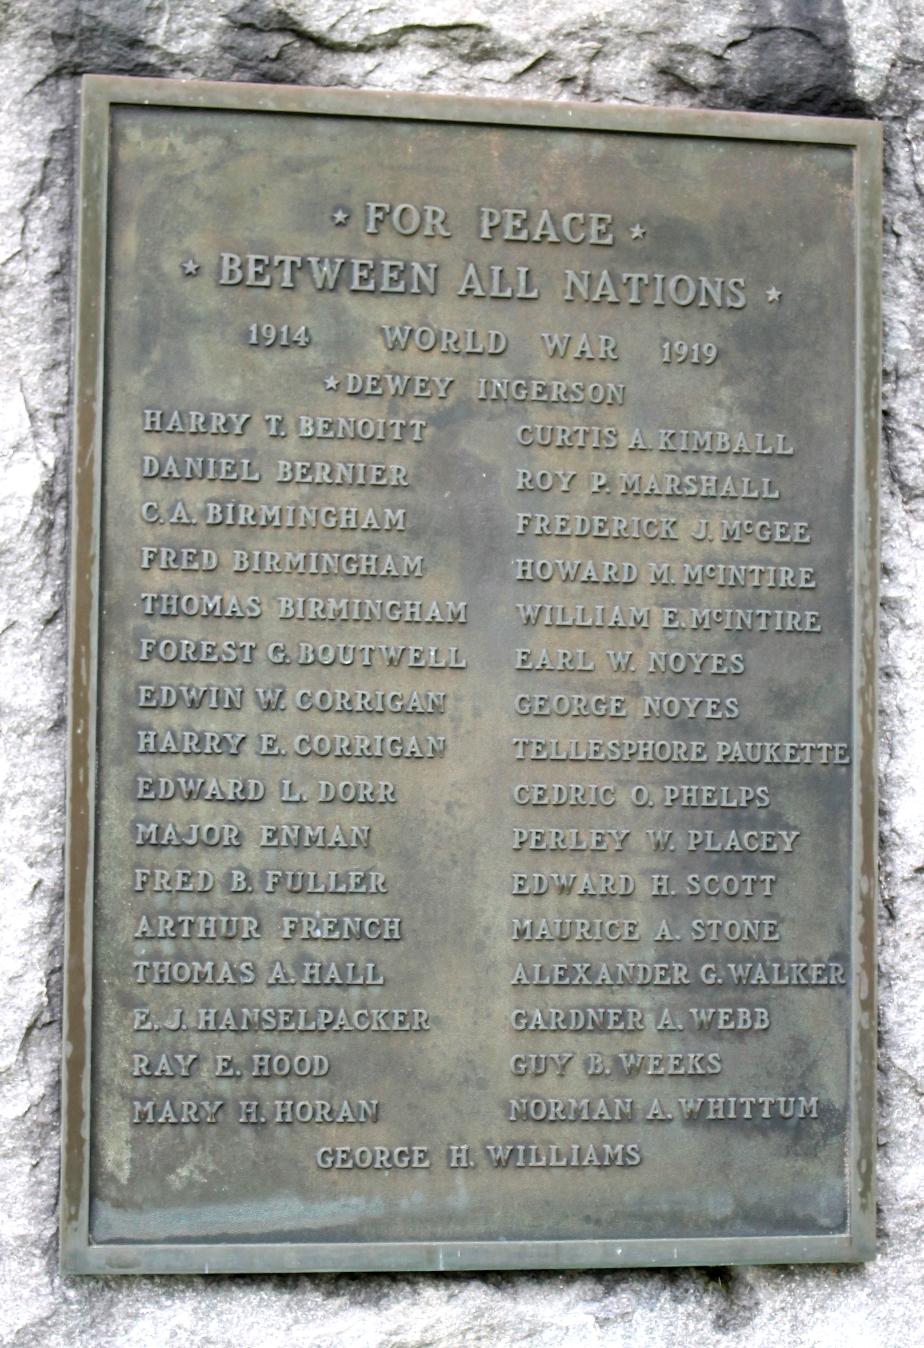 ★ FOR PEACE ★
★ BETWEEN ALL NATIONS ★
1914 WORLD WAR 1919
★ DEWEY INGERSON
HARRY T. BENOITT
DANIEL BERNIER
C.A. BIRMINGHAM
FRED BIRMINGHAM
THOMAS BIRMINGHAM
FOREST G. BOUTWELL
EDWIN W. CORRIGAN
HARRY E. CORRIGAN
EDWARD L. DORR
MAJOR ENMAN
FRED B. FULLER
ARTHUR FRENCH
THOMAS A. HALL
E.J. HANSELPACKER
RAY E. HOOD
MARY H. HORAN
CURTIS A. KIMBALL
ROY P. MARSHALL
FREDERICK J. McGEE
HOWARD M. McINTIRE
WILLIAM E. McINTIRE
EARL W. NOYES
GEORGE NOYES
TELLESPHORE PAUKETTE
CEDRIC O. PHELPS
PERLEY W. PLACEY
EDWARD H. SCOTT
MAURICE A. STONE
ALEXANDER G. WALKER
GARDNER A. WEBB
GUY B. WEEKS
NORMAN A. WHITTUM
GEORGE H. WILLIAMS